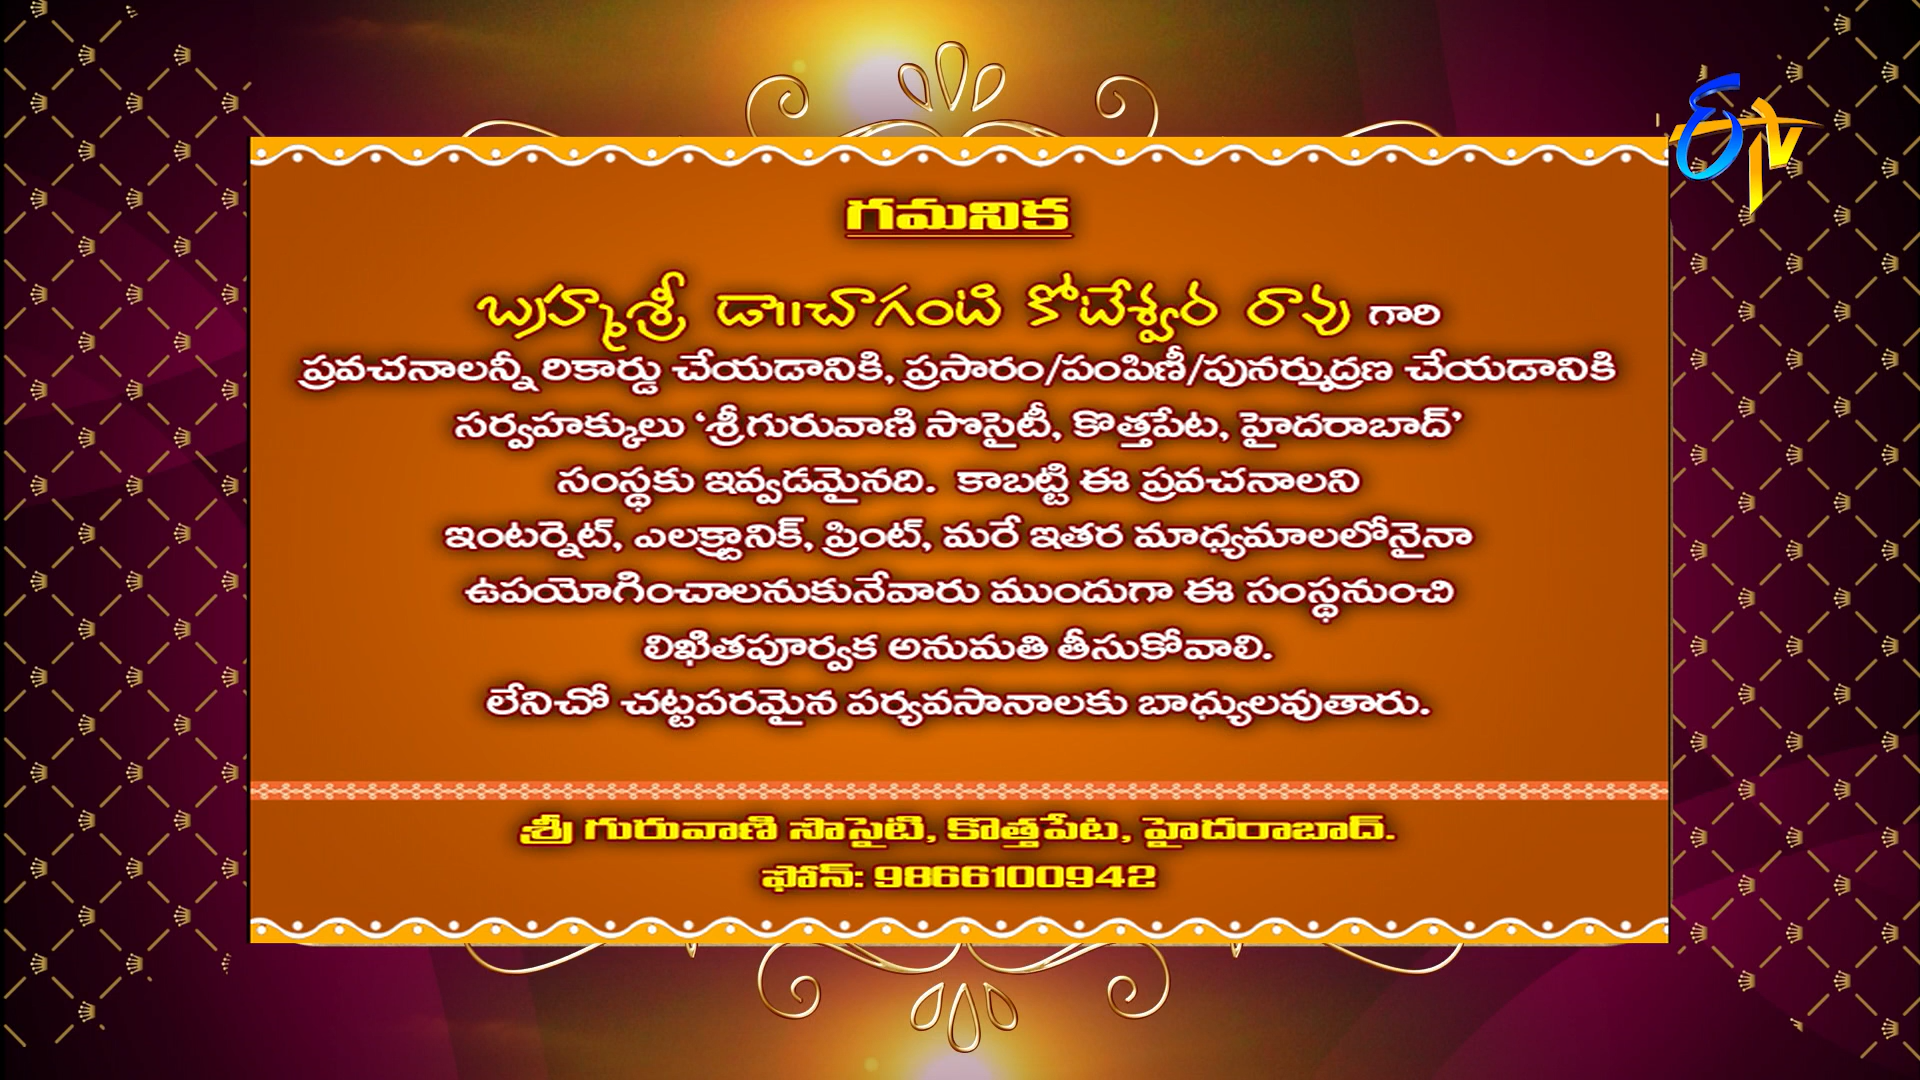 ఈtv
గమనిక
బ్రహ్మశ్రీ డా॥చాగంటి కోటేశ్వర రావు గారి
ప్రవచనాలన్నీ రికార్డు చేయడానికి, ప్రసారం/పంపిణీ/పునర్ముద్రణ చేయడానికి
సర్వహక్కులు ‘శ్రీగురువాణి సొసైటీ, కొత్తపేట, హైదరాబాద్’
సంస్థకు ఇవ్వడమైనది. కాబట్టి ఈ ప్రవచనాలని
ఇంటర్నెట్, ఎలక్ట్రానిక్, ప్రింట్, మరే ఇతర మాధ్యమాలలోనైనా
ఉపయోగించాలనుకునేవారు ముందుగా ఈ సంస్థనుంచి
లిఖితపూర్వక అనుమతి తీసుకోవాలి.
లేనిచో చట్టపరమైన పర్యవసానాలకు బాధ్యులవుతారు.
శ్రీ గురువాణి సొసైటి, కొత్తపేట, హైదరాబాద్.
ఫోన్: 9866100942